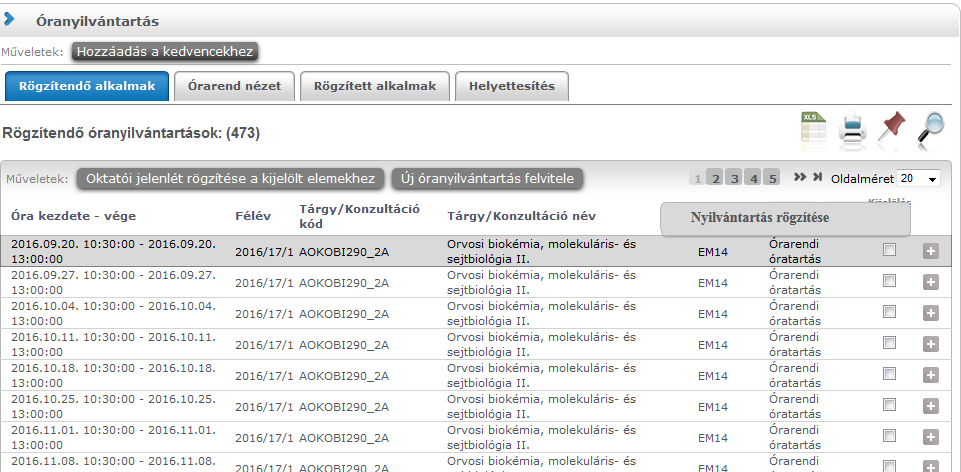 Óranyilvántartás
Műveletek: Hozzáadás a kedvencekhez
Rögzítendő alkalmak Órarend nézet Rögzített alkalmak Helyettesítés
Rögzítendő óranyilvántartások: (473)
XLS
Műveletek: Oktatói jelenlét rögzítése a kijelölt elemekhez Új óranyilvántartás felvitele 1 2 3 4 5 Oldalméret 20
Óra kezdete - vége Félév Tárgy/Konzultáció kód Tárgy/Konzultáció név Nyilvántartás rögzítése
2016.09.20. 10:30:00 - 2016.09.20. Orvosi biokémia, molekuláris- és Órarendi
13:00:00 2016/17/1 AOKOBI290_2A sejtbiológia II. EM14 óratartás
2016.09.27. 10:30:00 - 2016.09.27. Orvosi biokémia, molekuláris- és Órarendi
13:00:00 2016/17/1 AOKOBI290_2A sejtbiológia II. EM14 óratartás
2016.10.04. 10:30:00 - 2016.10.04. Orvosi biokémia, molekuláris- és Órarendi
13:00:00 2016/17/1 AOKOBI290_2A sejtbiológia II. EM14 óratartás
2016.10.11. 10:30:00 - 2016.10.11. Orvosi biokémia, molekuláris- és Órarendi
13:00:00 2016/17/1 AOKOBI290_2A sejtbiológia II. EM14 óratartás
2016.10.18. 10:30:00 - 2016.10.18. Orvosi biokémia, molekuláris- és Órarendi
13:00:00 2016/17/1 AOKOBI290_2A sejtbiológia II. EM14 óratartás
2016.10.25. 10:30:00 - 2016.10.25. Orvosi biokémia, molekuláris- és Órarendi
13:00:00 2016/17/1 AOKOBI290_2A sejtbiológia II. EM14 óratartás
2016.11.01. 10:30:00 - 2016.11.01. Orvosi biokémia, molekuláris- és Órarendi
13:00:00 2016/17/1 AOKOBI290_2A sejtbiológia II. EM14 óratartás
2016.11.08. 10:30:00 - 2016.11.08. Orvosi biokémia, molekuláris- és Órarendi
2016/17/1 AOKOBI290_2A EM14